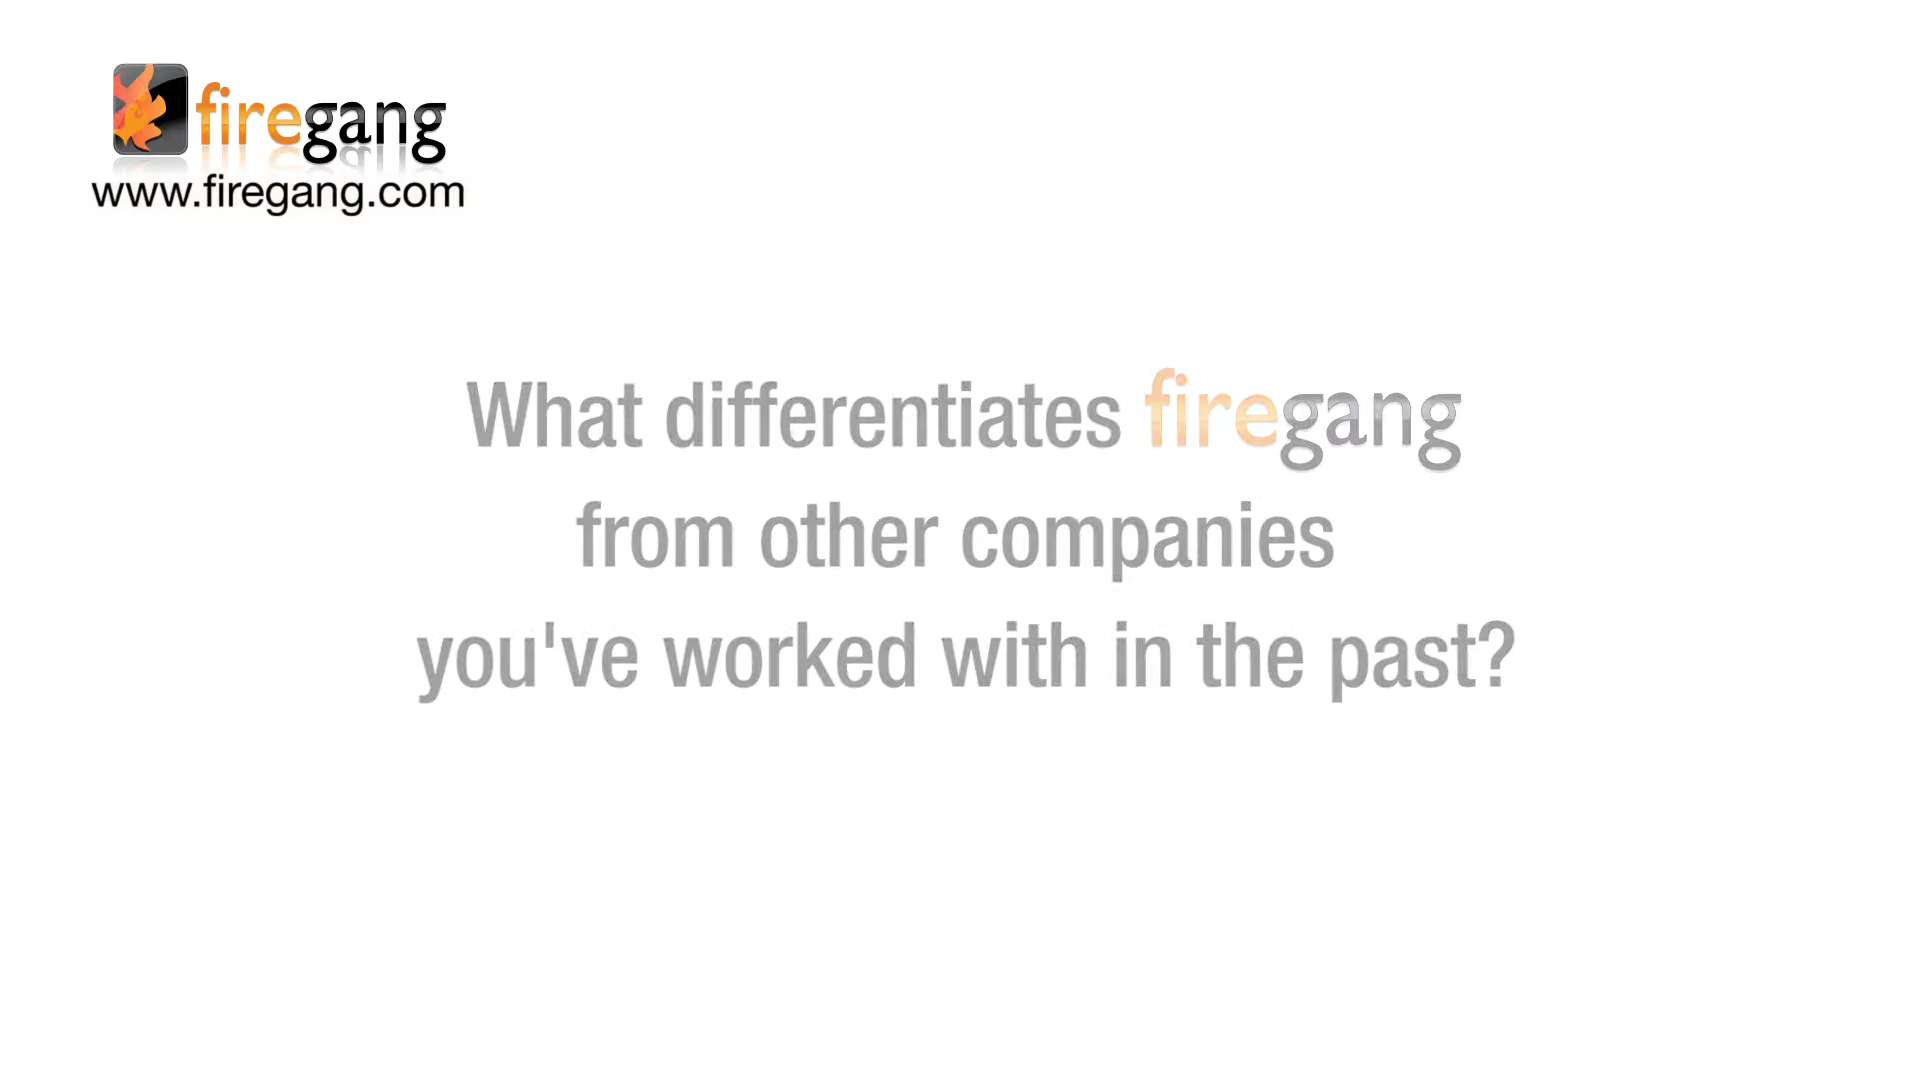 firegang
www.firegang.com
What differentiates firegang
from other companies
you've worked with in the past?